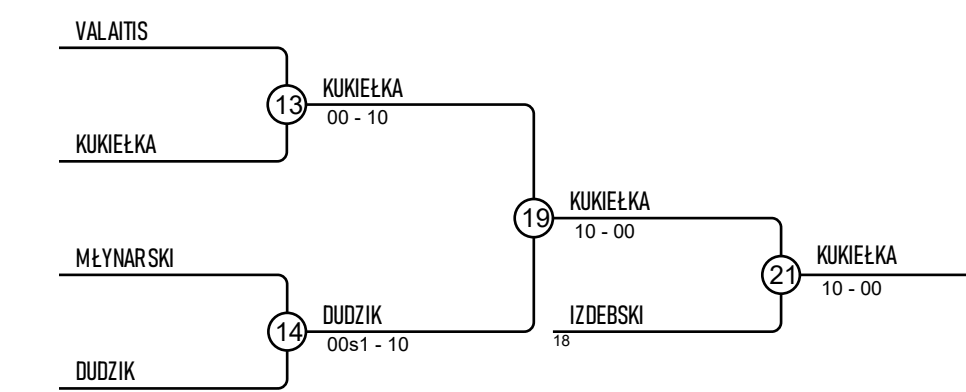 VALAITIS
13
KUKIEŁKA
00 - 10
KUKIEŁKA
19
KUKIEŁKA
10 - 00
MŁYNARSKI
14
DUDZIK
00s1 - 10
DUDZIK
21
KUKIEŁKA
10 - 00
IZDEBSKI
18